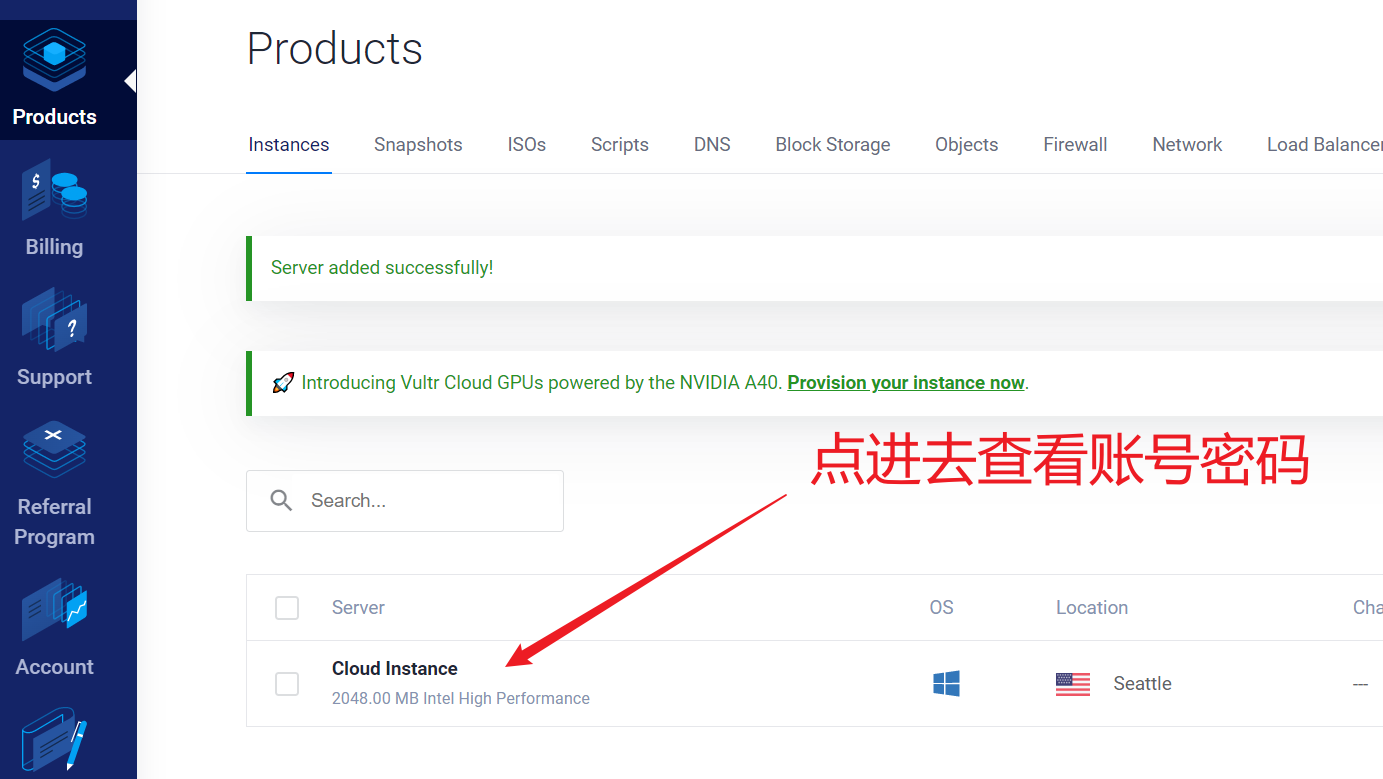 Products
Products
Instances Snapshots ISOs Scripts DNS Block Storage Objects Firewall Network Load Balancer
Server added successfully!
Billing
Support
Introducing Vultr Cloud GPUs powered by the NVIDIA A40. Provision your instance now.
点进去查看账号密码
Search...
Referral
Program
Server OS Location Cha
Account
Cloud Instance
2048.00 MB Intel High Performance
Seattle ---